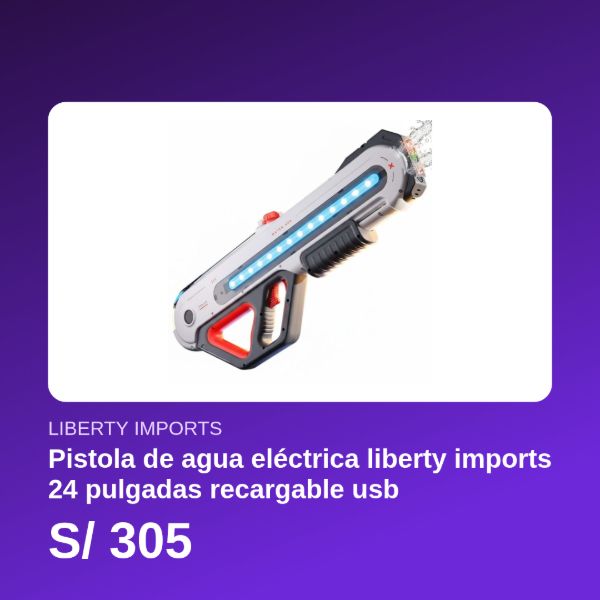 LIBERTY IMPORTS
Pistola de agua eléctrica liberty imports
24 pulgadas recargable usb
S/ 305